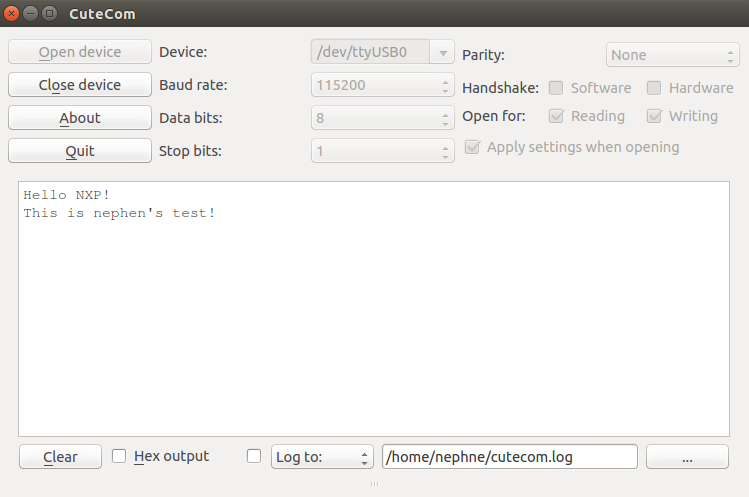 CuteCom
Open device Device: /dev/ttyUSB0 Parity: None
Close device Baud rate: 115200 Handshake: Software Hardware
About Data bits: 8 Open for: Reading Writing
Quit Stop bits: 1 Apply settings when opening
Hello NXP!
This is nephen's test!
Clear Hex output Log to: /home/nephne/cutecom.log ...